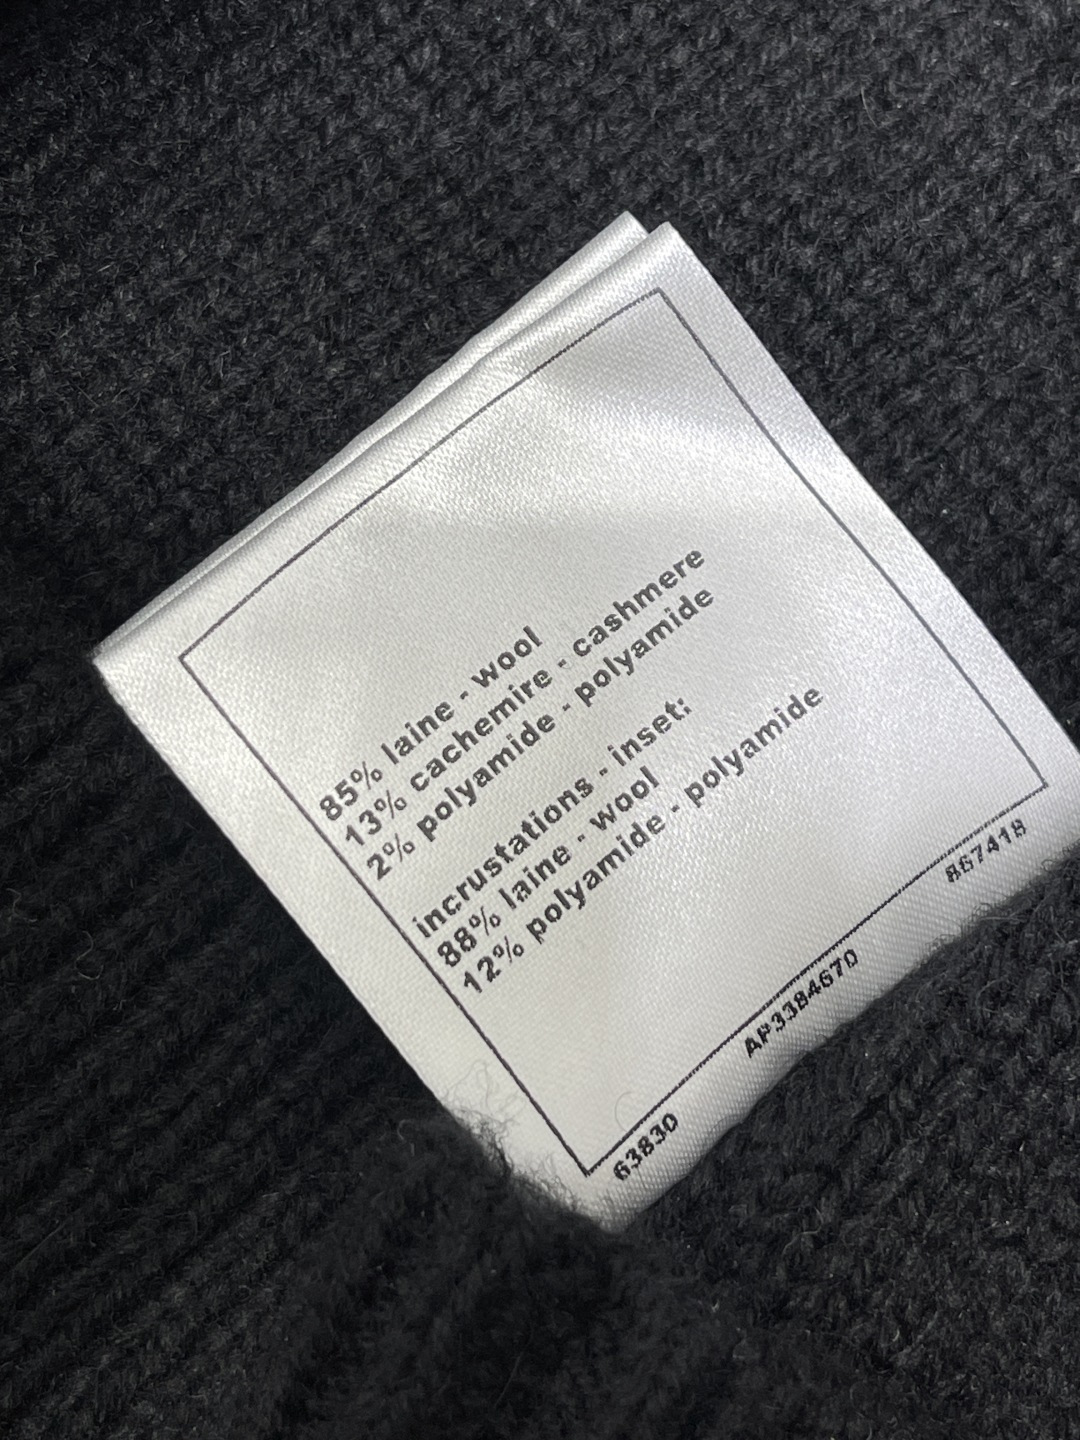 85% laine - wool
13% cachemire - cashmere
2% polyamide - polyamide
incrustations - inset:
88% laine - wool
12% polyamide - polyamide
63830 AP3384670 867418